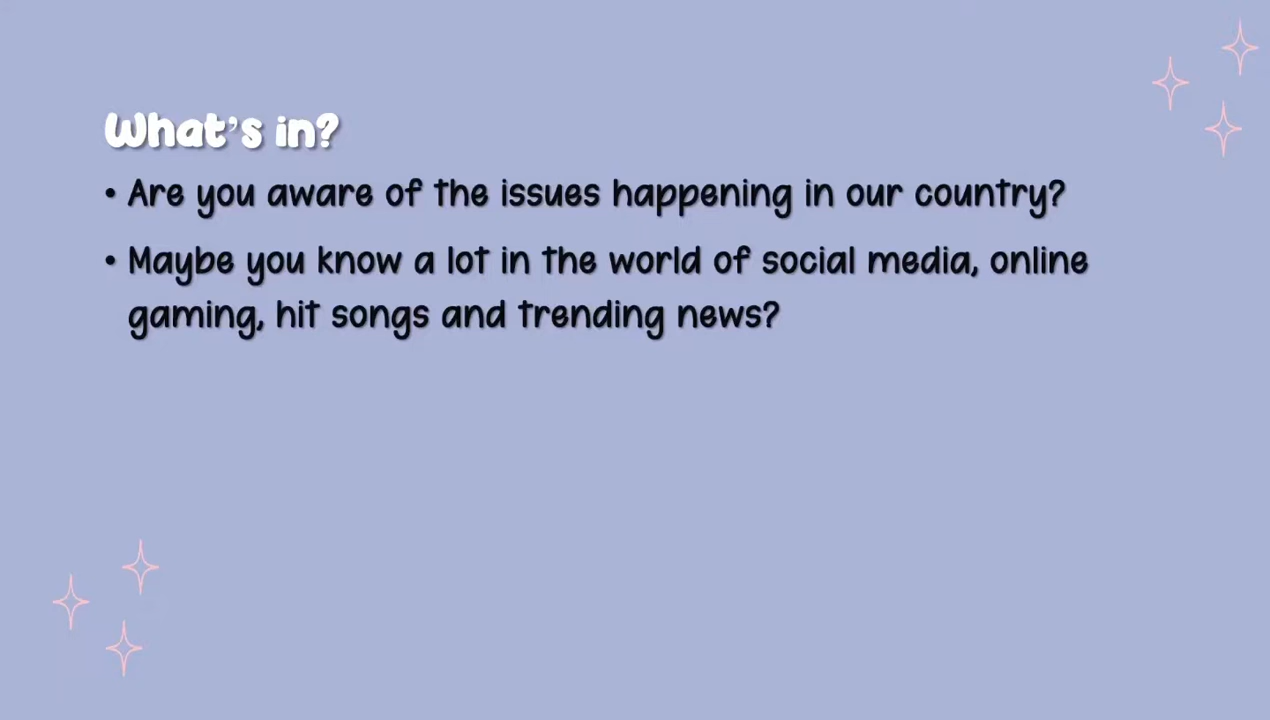 What's in?
• Are you aware of the issues happening in our country?
• Maybe you know a lot in the world of social media, online
gaming, hit songs and trending news?